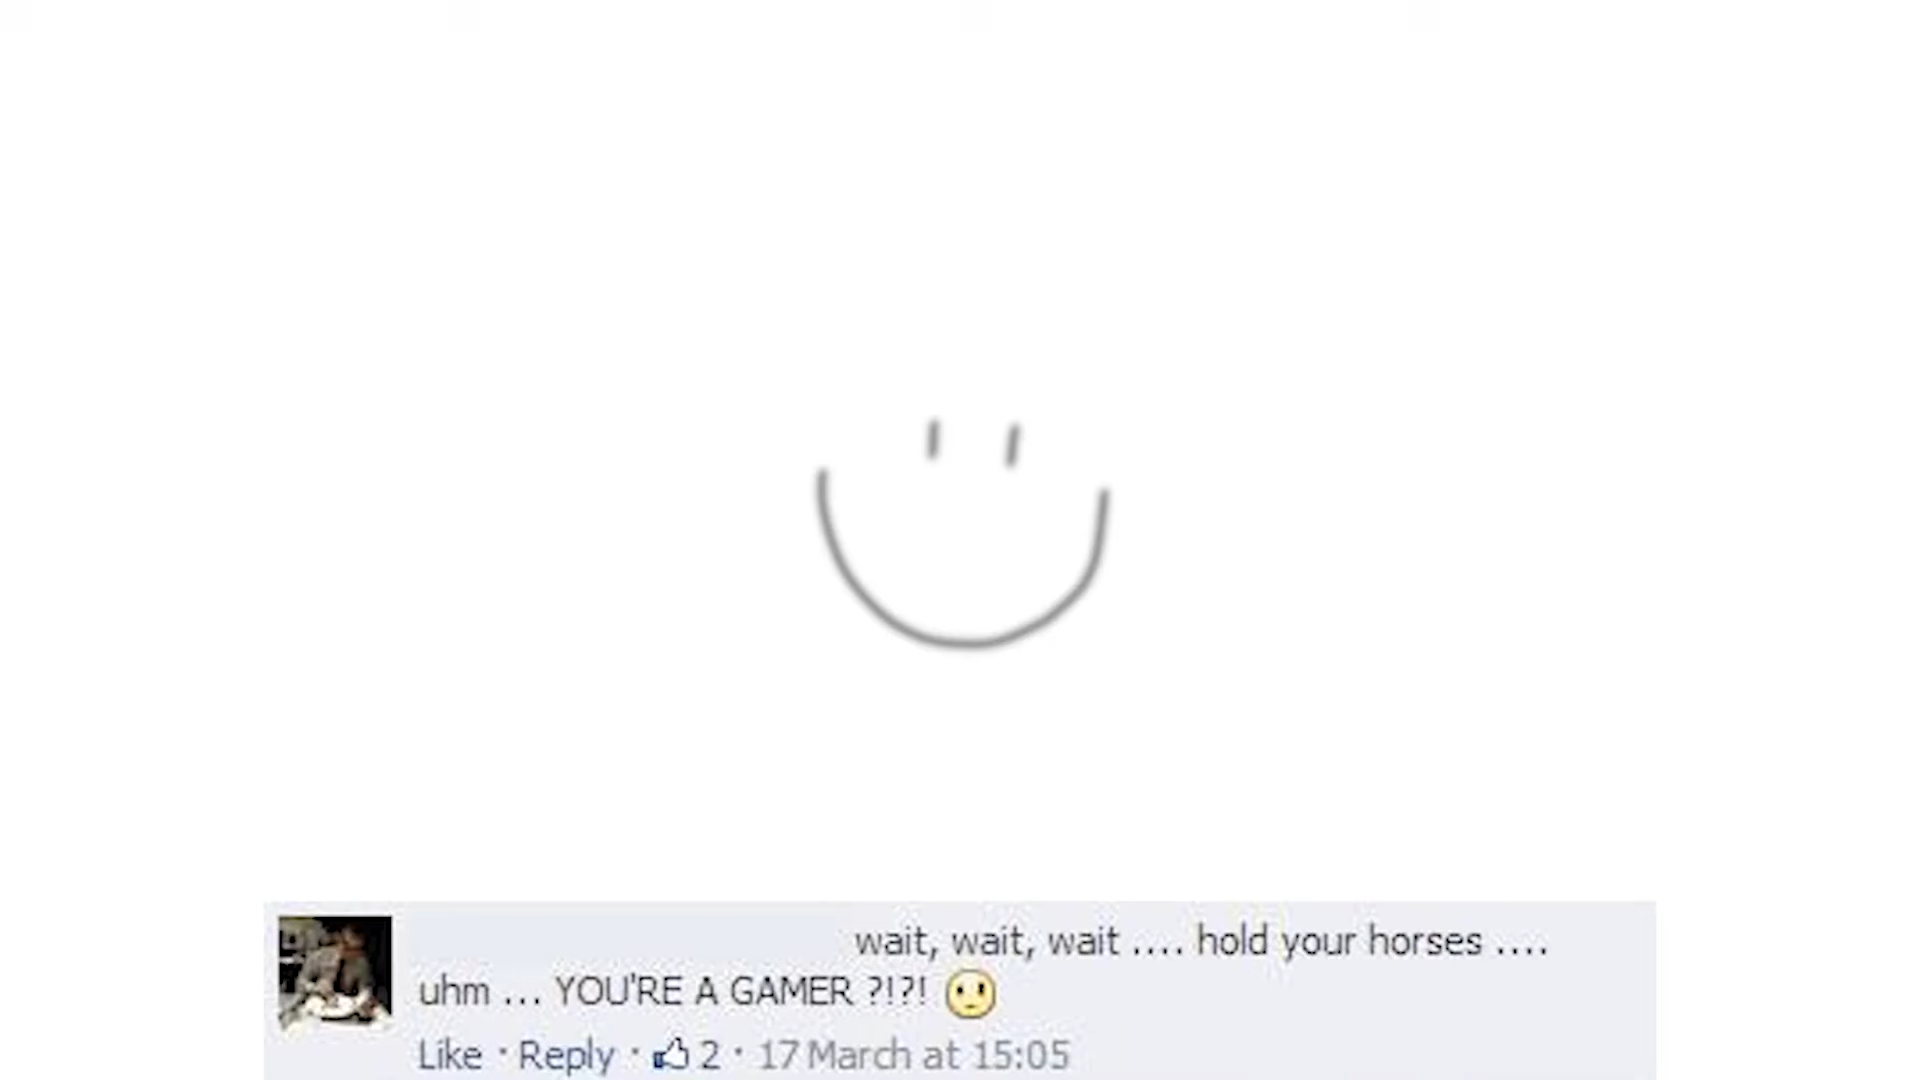 wait, wait, wait .... hold your horses ....
uhm ... YOU'RE A GAMER ?!?!
Like · Reply · 2 · 17 March at 15:05